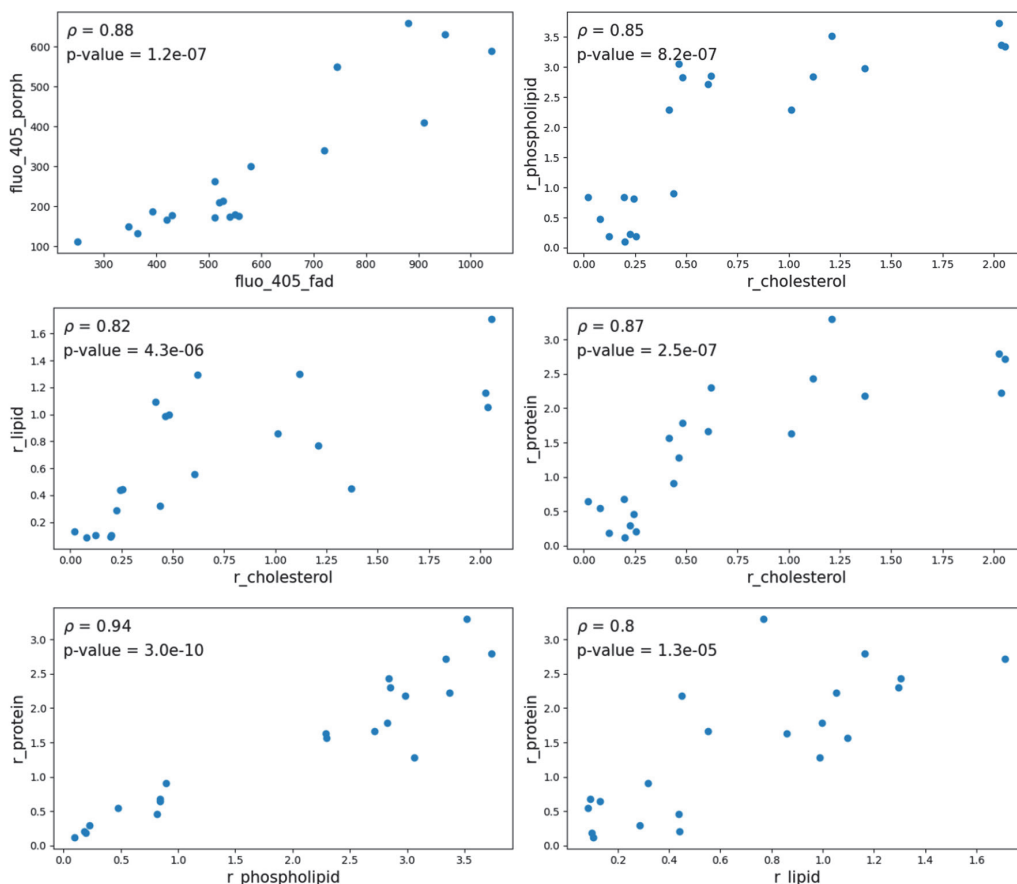 ρ = 0.88
p-value = 1.2e-07
600
500
400
300
200
100
fluo_405_porph
300 400 500 600 700 800 900 1000
fluo_405_fad
ρ = 0.85
p-value = 8.2e-07
3.5
3.0
2.5
2.0
1.5
1.0
0.5
0.0
r_phospholipid
0.00 0.25 0.50 0.75 1.00 1.25 1.50 1.75 2.00
r_cholesterol
ρ = 0.82
p-value = 4.3e-06
1.6
1.4
1.2
1.0
0.8
0.6
0.4
0.2
r_lipid
0.00 0.25 0.50 0.75 1.00 1.25 1.50 1.75 2.00
r_cholesterol
ρ = 0.87
p-value = 2.5e-07
3.0
2.5
2.0
1.5
1.0
0.5
0.0
r_protein
0.00 0.25 0.50 0.75 1.00 1.25 1.50 1.75 2.00
r_cholesterol
ρ = 0.94
p-value = 3.0e-10
3.0
2.5
2.0
1.5
1.0
0.5
0.0
r_protein
0.0 0.5 1.0 1.5 2.0 2.5 3.0 3.5
r_phospholipid
ρ = 0.8
p-value = 1.3e-05
3.0
2.5
2.0
1.5
1.0
0.5
0.0
r_protein
0.2 0.4 0.6 0.8 1.0 1.2 1.4 1.6
r_lipid